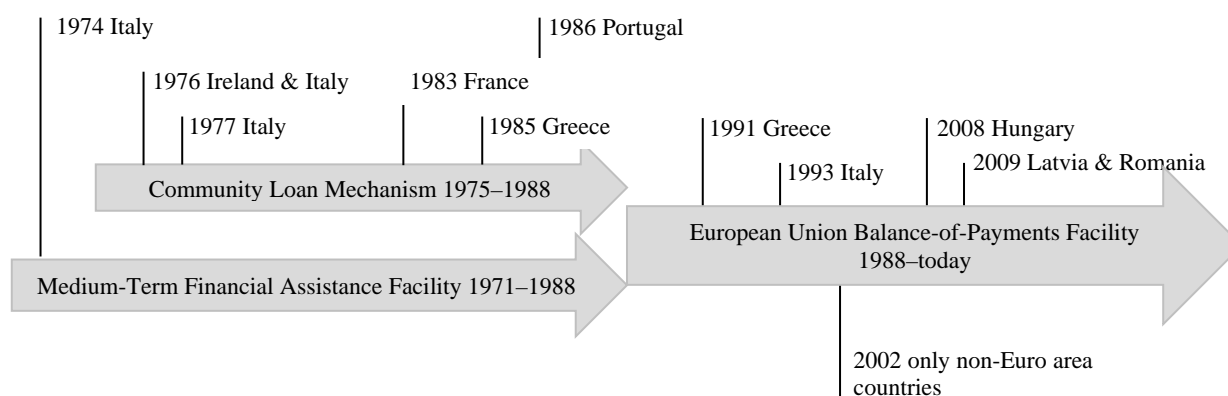 1974 Italy
1986 Portugal
1976 Ireland & Italy
1983 France
1977 Italy
1985 Greece
1991 Greece
2008 Hungary
1993 Italy
2009 Latvia & Romania
Community Loan Mechanism 1975–1988
European Union Balance-of-Payments Facility
1988–today
Medium-Term Financial Assistance Facility 1971–1988
2002 only non-Euro area
countries